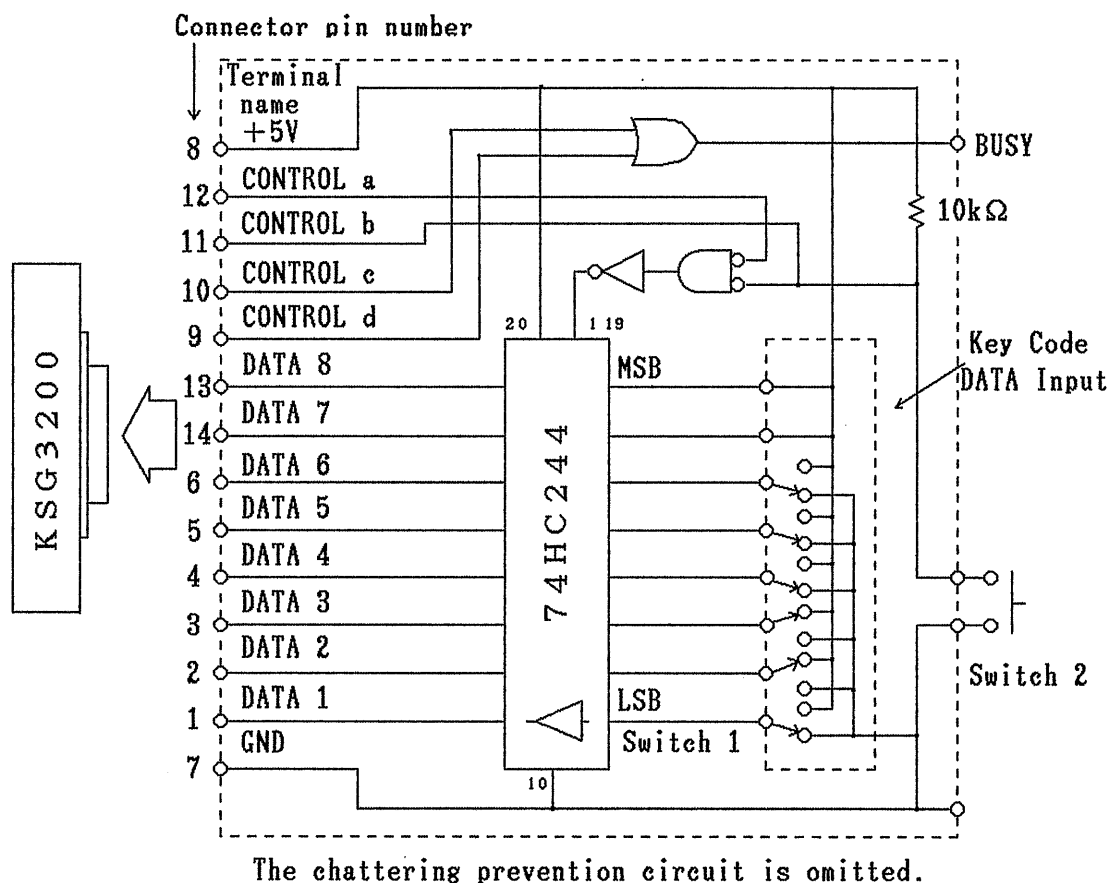 Connector pin number
Terminal
name
+5V
8
BUSY
CONTROL a
12
10kΩ
CONTROL b
11
CONTROL c
10
CONTROL d
9
20
1 19
Key Code
DATA Input
DATA 8
MSB
13
DATA 7
14
DATA 6
6
DATA 5
5
DATA 4
4
DATA 3
3
DATA 2
2
Switch 2
DATA 1
LSB
1
Switch 1
GND
7
10
KSG3200
74HC244
The chattering prevention circuit is omitted.